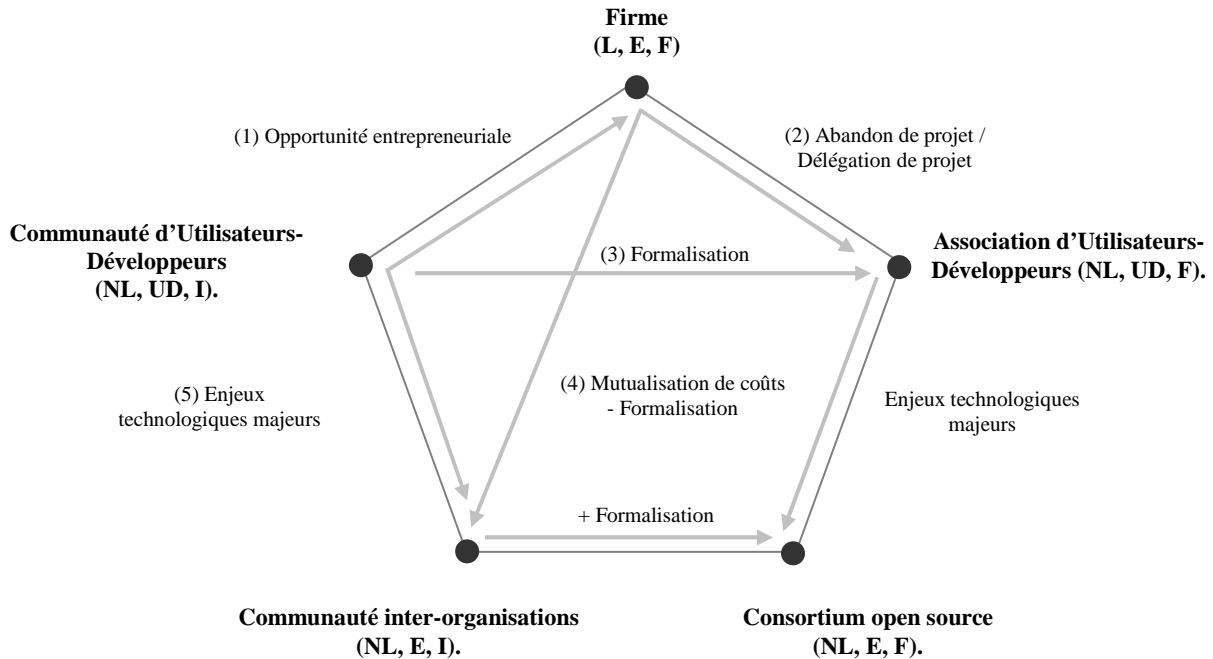 Firme
(L, E, F)
(1) Opportunité entrepreneuriale
(2) Abandon de projet /
Délégation de projet
Communauté d’Utilisateurs-
Développeurs
(NL, UD, I).
(3) Formalisation
Association d’Utilisateurs-
Développeurs (NL, UD, F).
(5) Enjeux
technologiques majeurs
(4) Mutualisation de coûts
- Formalisation
Enjeux technologiques
majeurs
+ Formalisation
Communauté inter-organisations
(NL, E, I).
Consortium open source
(NL, E, F).